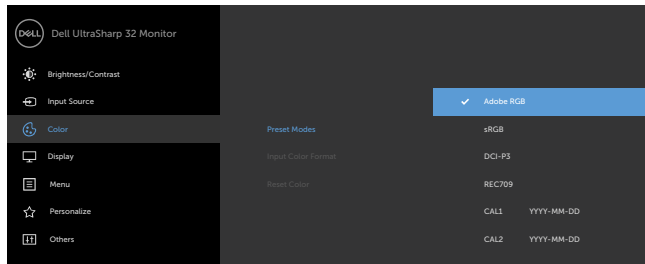 DELL Dell UltraSharp 32 Monitor
Brightness/Contrast
Input Source
Adobe RGB
Color
Preset Modes
sRGB
Display
Input Color Format
DCI-P3
Menu
Reset Color
REC709
Personalize
CAL1 YYYY-MM-DD
Others
CAL2 YYYY-MM-DD